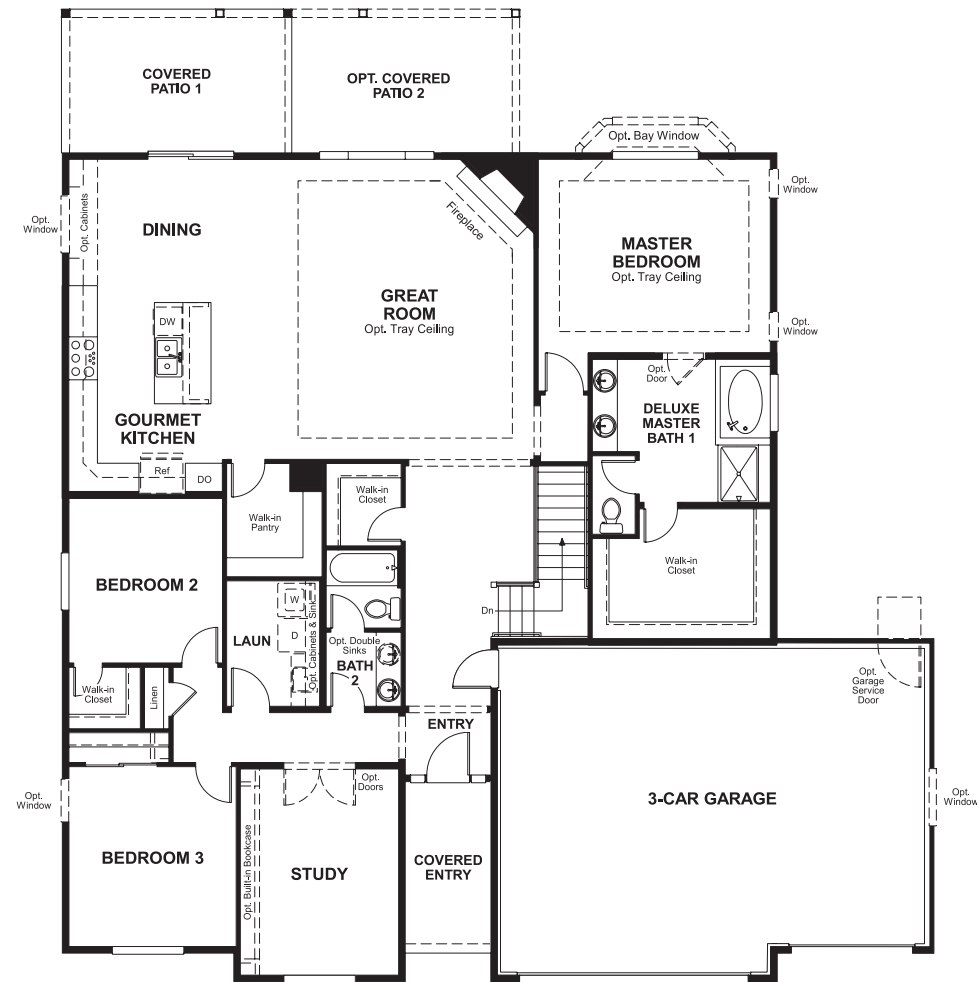 COVERED
PATIO 1
OPT. COVERED
PATIO 2
Opt. Bay Window
Opt.
Window
Opt.
Window
Opt. Cabinets
DINING
Fireplace
MASTER
BEDROOM
Opt. Tray Ceiling
GREAT
ROOM
Opt. Tray Ceiling
DW
Opt.
Window
Opt.
Door
DELUXE
MASTER
BATH 1
GOURMET
KITCHEN
Ref
DO
Walk-in
Pantry
Walk-in
Closet
Walk-in
Closet
BEDROOM 2
W
D
LAUN
Opt. Cabinets & Sink
Dn
Opt. Double
Sinks
BATH
2
Walk-in
Closet
Linen
ENTRY
Opt.
Garage
Service
Door
Opt.
Window
Opt.
Doors
3-CAR GARAGE
Opt.
Window
BEDROOM 3
Opt. Built-in Bookcase
STUDY
COVERED
ENTRY